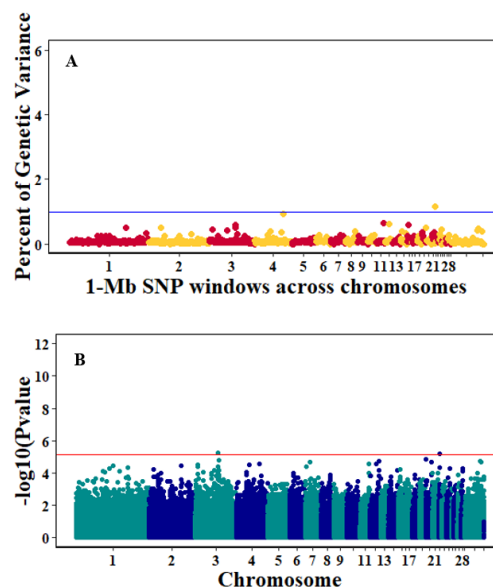 A
Percent of Genetic Variance
6
4
2
0
1 2 3 4 5 6 7 8 9 11 13 17 21 28
1-Mb SNP windows across chromosomes
B
-log10(Pvalue
12
10
8
6
4
2
0
1 2 3 4 5 6 7 8 9 11 13 17 21 28
Chromosome